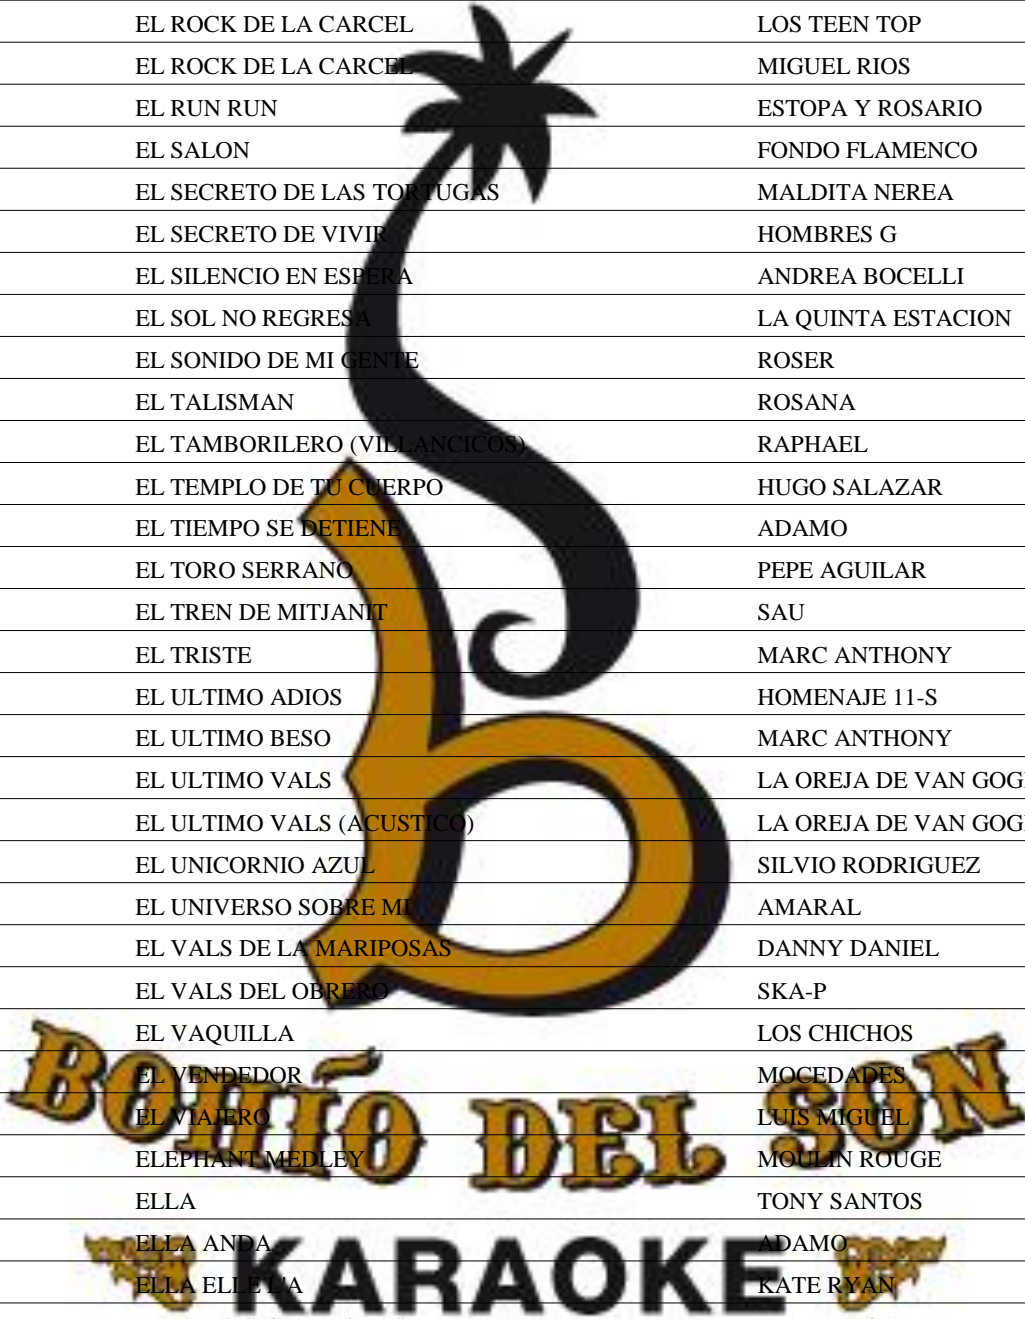 EL ROCK DE LA CARCEL LOS TEEN TOP
EL ROCK DE LA CARCEL MIGUEL RIOS
EL RUN RUN ESTOPA Y ROSARIO
EL SALON FONDO FLAMENCO
EL SECRETO DE LAS TORTUGAS MALDITA NEREA
EL SECRETO DE VIVIR HOMBRES G
EL SILENCIO EN ESPERA ANDREA BOCELLI
EL SOL NO REGRESA LA QUINTA ESTACION
EL SONIDO DE MI GENTE ROSER
EL TALISMAN ROSANA
EL TAMBORILERO (VILLANCICOS) RAPHAEL
EL TEMPLO DE TU CUERPO HUGO SALAZAR
EL TIEMPO SE DETIENE ADAMO
EL TORO SERRANO PEPE AGUILAR
EL TREN DE MITJANIT SAU
EL TRISTE MARC ANTHONY
EL ULTIMO ADIOS HOMENAJE 11-S
EL ULTIMO BESO MARC ANTHONY
EL ULTIMO VALS LA OREJA DE VAN GOG
EL ULTIMO VALS (ACUSTICO) LA OREJA DE VAN GOG
EL UNICORNIO AZUL SILVIO RODRIGUEZ
EL UNIVERSO SOBRE MI AMARAL
EL VALS DE LA MARIPOSAS DANNY DANIEL
EL VALS DEL OBRERO SKA-P
EL VAQUILLA LOS CHICHOS
EL VENDEDOR MOCEDADES
EL VIAJERO LUIS MIGUEL
BOHÍO DEL SON
ELEPHANT MEDLEY MOULIN ROUGE
ELLA TONY SANTOS
ELLA ANDA ADAMO
KARAOKE
ELLA ELLE L'A KATE RYAN